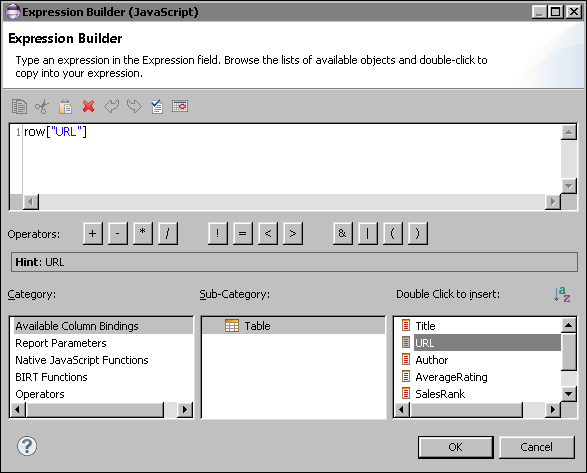 Expression Builder (JavaScript)
Expression Builder
Type an expression in the Expression field. Browse the lists of available objects and double-click to
copy into your expression.
1 row["URL"]
Operators: + - * / ! = < > & | ( )
Hint: URL
Category: Sub-Category: Double Click to insert: a z
Available Column Bindings Table Title
Report Parameters URL
Native JavaScript Functions Author
BIRT Functions AverageRating
Operators SalesRank
? OK Cancel